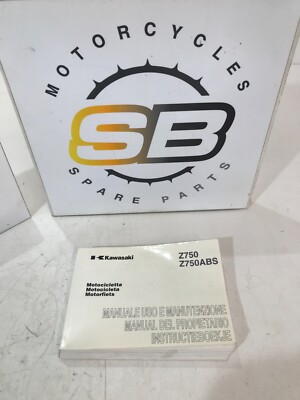 MOTORCYCLES
SB
SPARE PARTS
Kawasaki
Z750
Z750ABS
Motocicletta
Motocicleta
Motorfiets
MANUALE USO E MANUTENZIONE
MANUAL DEL PROPIETARIO
INSTRUCTIEBOEKJE